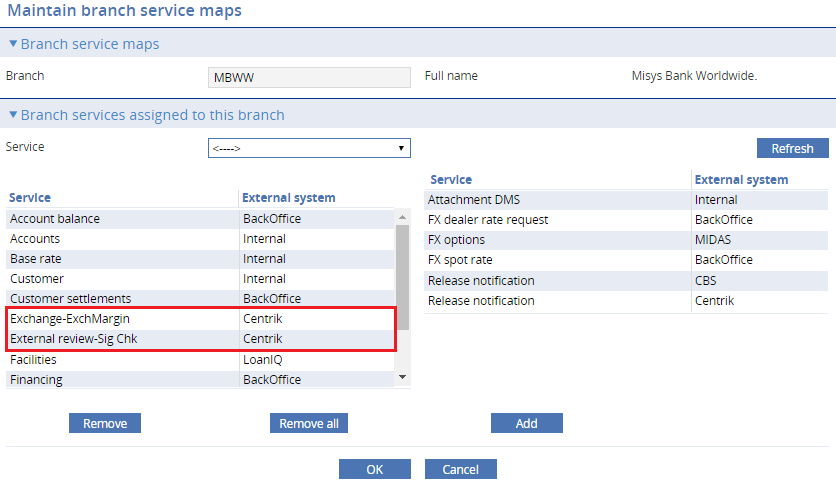 Maintain branch service maps
Branch service maps
Branch MBWW Full name Misys Bank Worldwide.
Branch services assigned to this branch
Service <----> Refresh
Service External system
Account balance BackOffice
Accounts Internal
Base rate Internal
Customer Internal
Customer settlements BackOffice
Exchange-ExchMargin Centrik
External review-Sig Chk Centrik
Facilities LoanIQ
Financing BackOffice
Service External system
Attachment DMS Internal
FX dealer rate request BackOffice
FX options MIDAS
FX spot rate BackOffice
Release notification CBS
Release notification Centrik
Remove Remove all Add
OK Cancel